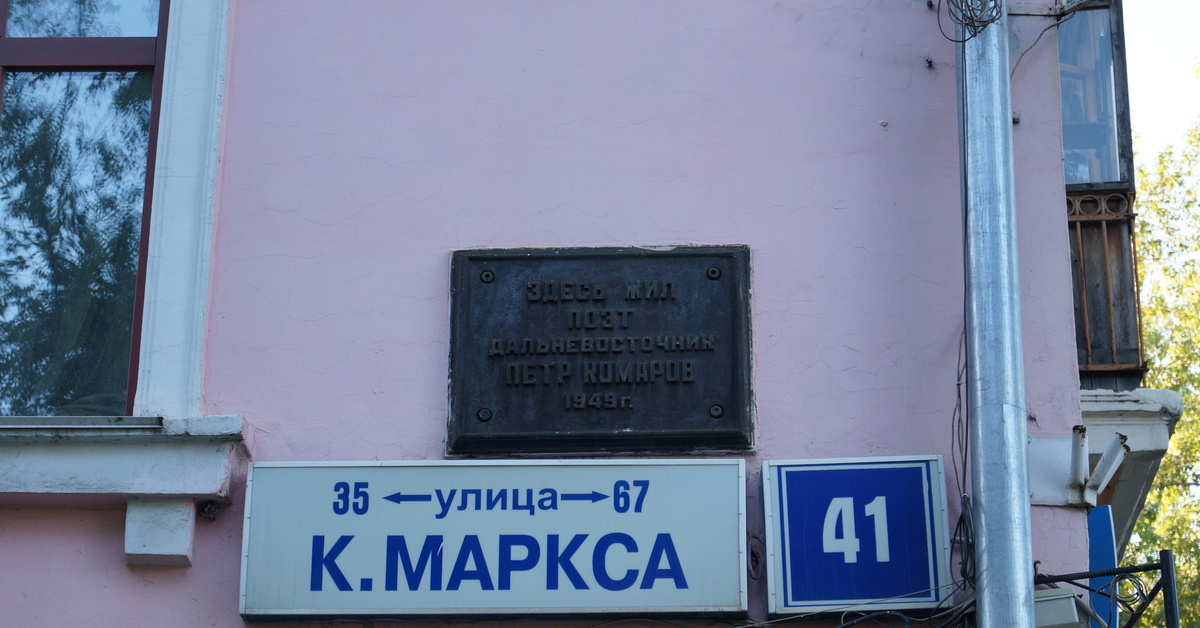 ЗДЕСЬ ЖИЛ
ПОЭТ
ДАЛЬНЕВОСТОЧНИК
ПЕТР КОМАРОВ
1949 г.
35 ←улица→ 67
К.МАРКСА
41